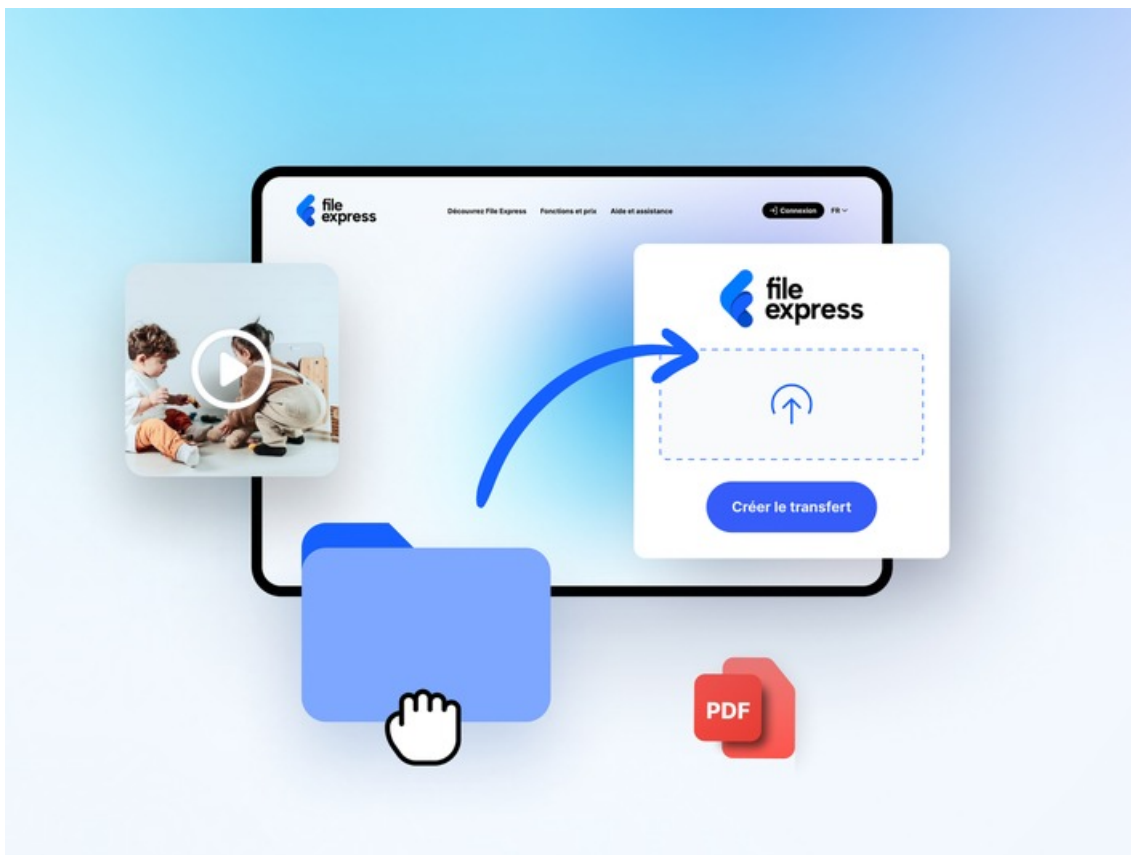 file
express
Découvrez File Express Fonctions et prix Aide et assistance Connexion FR
file
express
Créer le transfert
PDF